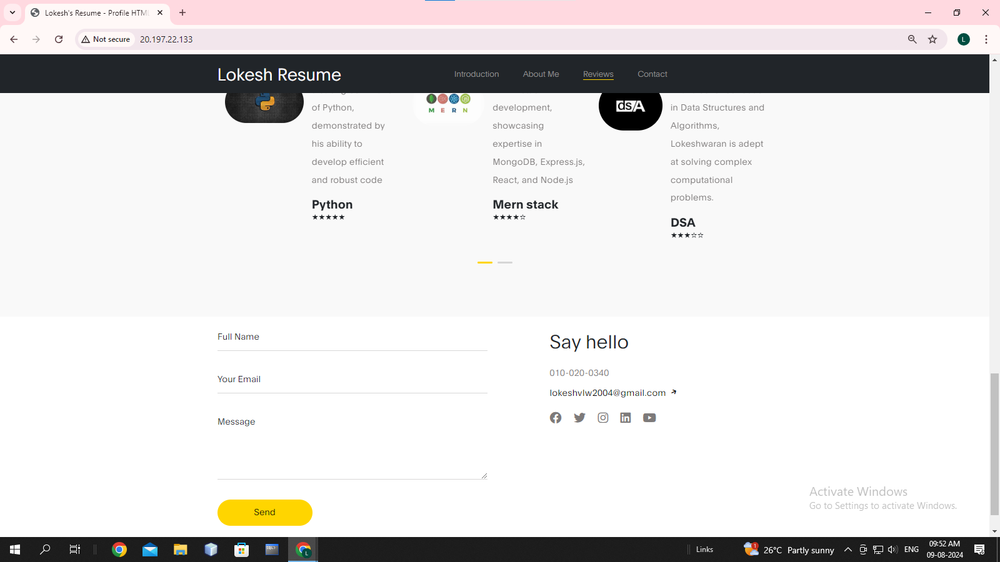 Lokesh's Resume - Profile HTML
Not secure 20.197.22.133
L
Lokesh Resume
Introduction About Me Reviews Contact
of Python,
demonstrated by
his ability to
develop efficient
and robust code
Python
★★★★★
M E R N
development,
showcasing
expertise in
MongoDB, Express.js,
React, and Node.js
Mern stack
★★★★☆
dsA
in Data Structures and
Algorithms,
Lokeshwaran is adept
at solving complex
computational
problems.
DSA
★★★☆☆
Full Name
Your Email
Message
Send
Say hello
010-020-0340
lokeshvlw2004@gmail.com
Activate Windows
Go to Settings to activate Windows.
SQL>
L
Links
1
26°C Partly sunny
ENG
09:52 AM
09-08-2024